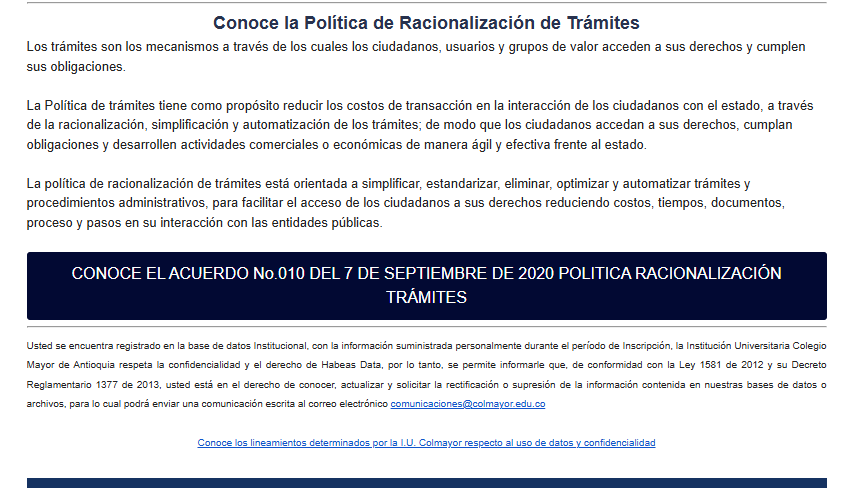 Conoce la Política de Racionalización de Trámites
Los trámites son los mecanismos a través de los cuales los ciudadanos, usuarios y grupos de valor acceden a sus derechos y cumplen
sus obligaciones.
La Política de trámites tiene como propósito reducir los costos de transacción en la interacción de los ciudadanos con el estado, a través
de la racionalización, simplificación y automatización de los trámites; de modo que los ciudadanos accedan a sus derechos, cumplan
obligaciones y desarrollen actividades comerciales o económicas de manera ágil y efectiva frente al estado.
La política de racionalización de trámites está orientada a simplificar, estandarizar, eliminar, optimizar y automatizar trámites y
procedimientos administrativos, para facilitar el acceso de los ciudadanos a sus derechos reduciendo costos, tiempos, documentos,
proceso y pasos en su interacción con las entidades públicas.
CONOCE EL ACUERDO No.010 DEL 7 DE SEPTIEMBRE DE 2020 POLITICA RACIONALIZACIÓN
TRÁMITES
Usted se encuentra registrado en la base de datos Institucional, con la información suministrada personalmente durante el período de Inscripción, la Institución Universitaria Colegio
Mayor de Antioquia respeta la confidencialidad y el derecho de Habeas Data, por lo tanto, se permite informarle que, de conformidad con la Ley 1581 de 2012 y su Decreto
Reglamentario 1377 de 2013, usted está en el derecho de conocer, actualizar y solicitar la rectificación o supresión de la información contenida en nuestras bases de datos o
archivos, para lo cual podrá enviar una comunicación escrita al correo electrónico comunicaciones@colmayor.edu.co
Conoce los lineamientos determinados por la I.U. Colmayor respecto al uso de datos y confidencialidad